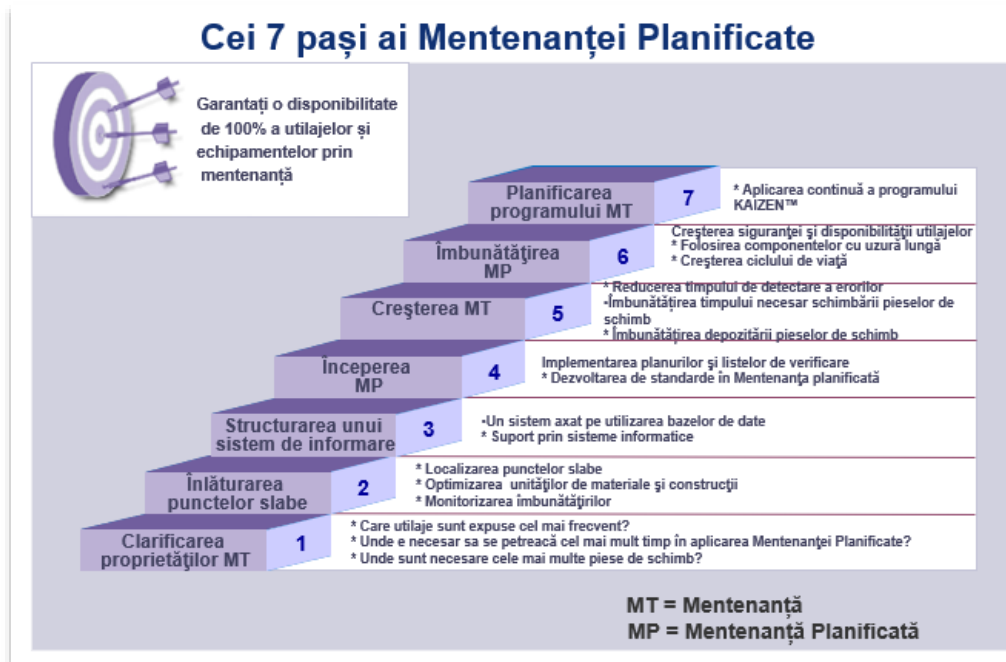 Cei 7 pași ai Mentenanței Planificate
Garantați o disponibilitate
de 100% a utilajelor și
echipamentelor prin
mentenanță
Planificarea
programului MT
7
* Aplicarea continuă a programului
KAIZEN™
Îmbunătăţirea
MP
6
Creşterea siguranţei şi disponibilităţii utilajelor
* Folosirea componentelor cu uzură lungă
* Creşterea ciclului de viaţă
Creşterea MT
5
* Reducerea timpului de detectare a erorilor
•Îmbunătăţirea timpului necesar schimbării pieselor de
schimb
* Îmbunătăţirea depozitării pieselor de schimb
Începerea
MP
4
Implementarea planurilor şi listelor de verificare
* Dezvoltarea de standarde în Mentenanţa planificată
Structurarea unui
sistem de informare
3
•Un sistem axat pe utilizarea bazelor de date
* Suport prin sisteme informatice
Înlăturarea
punctelor slabe
2
* Localizarea punctelor slabe
* Optimizarea unităţilor de materiale şi construcţii
* Monitorizarea îmbunătăţirilor
Clarificarea
proprietăţilor MT
1
* Care utilaje sunt expuse cel mai frecvent?
* Unde e necesar sa se petreacă cel mai mult timp în aplicarea Mentenanţei Planificate?
* Unde sunt necesare cele mai multe piese de schimb?
MT = Mentenanță
MP = Mentenanță Planificată